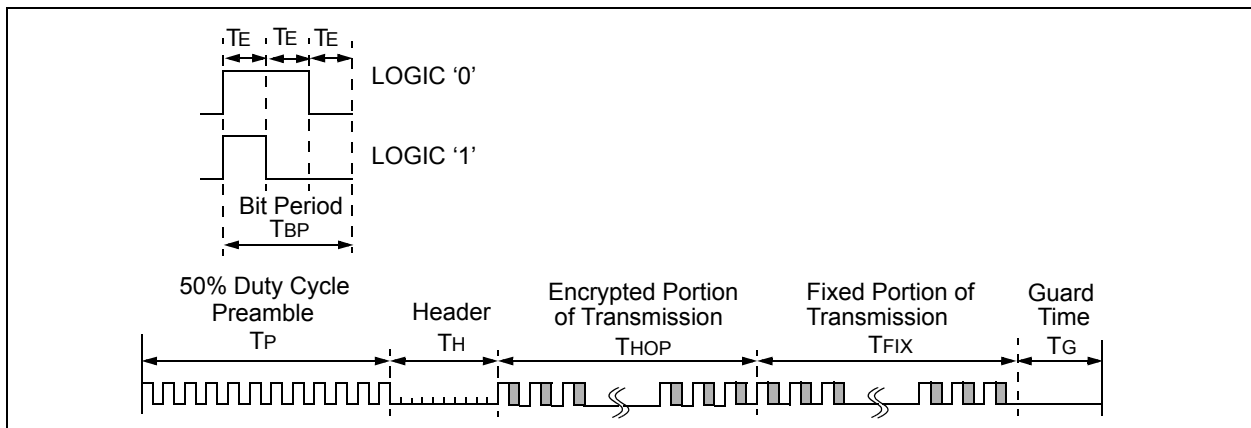 TE TE TE
LOGIC ‘0’
LOGIC ‘1’
Bit Period
TBP
50% Duty Cycle
Preamble
TP
Header
TH
Encrypted Portion
of Transmission
THOP
Fixed Portion of
Transmission
TFIX
Guard
Time
TG